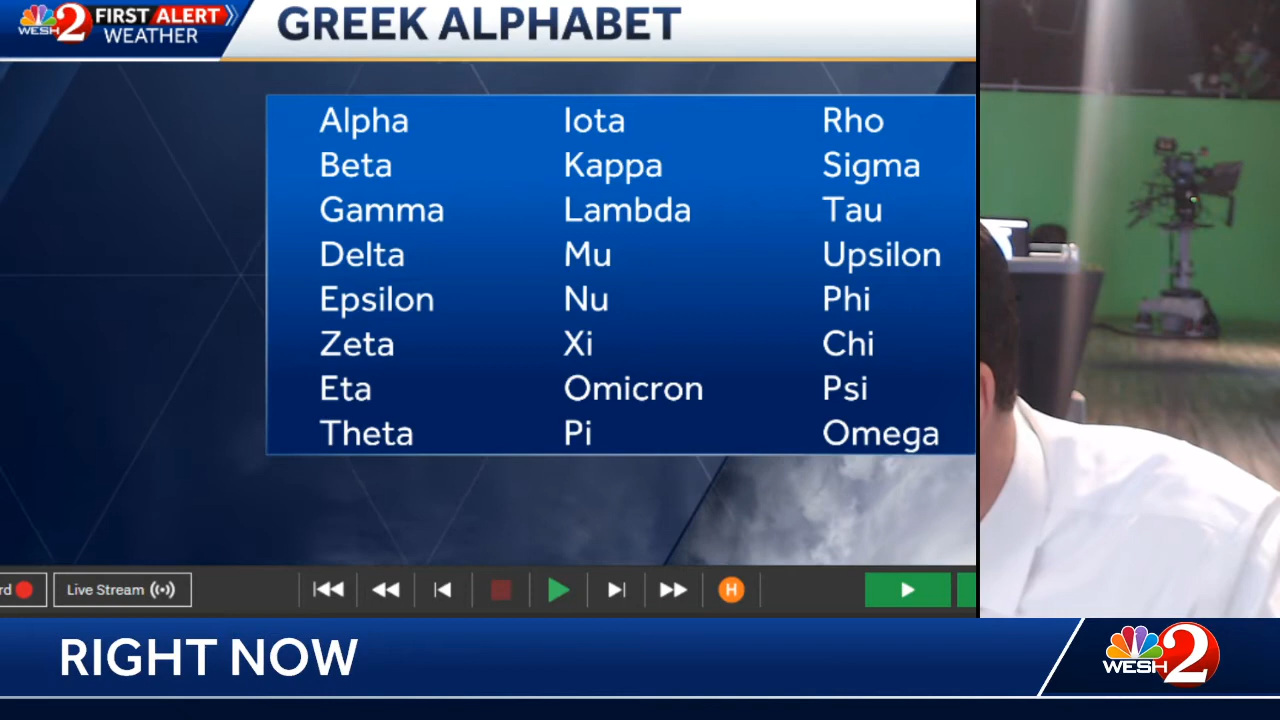 WESH 2 FIRST ALERT
WEATHER
GREEK ALPHABET
Alpha Iota Rho
Beta Kappa Sigma
Gamma Lambda Tau
Delta Mu Upsilon
Epsilon Nu Phi
Zeta Xi Chi
Eta Omicron Psi
Theta Pi Omega
rd Live Stream H
RIGHT NOW
WESH 2